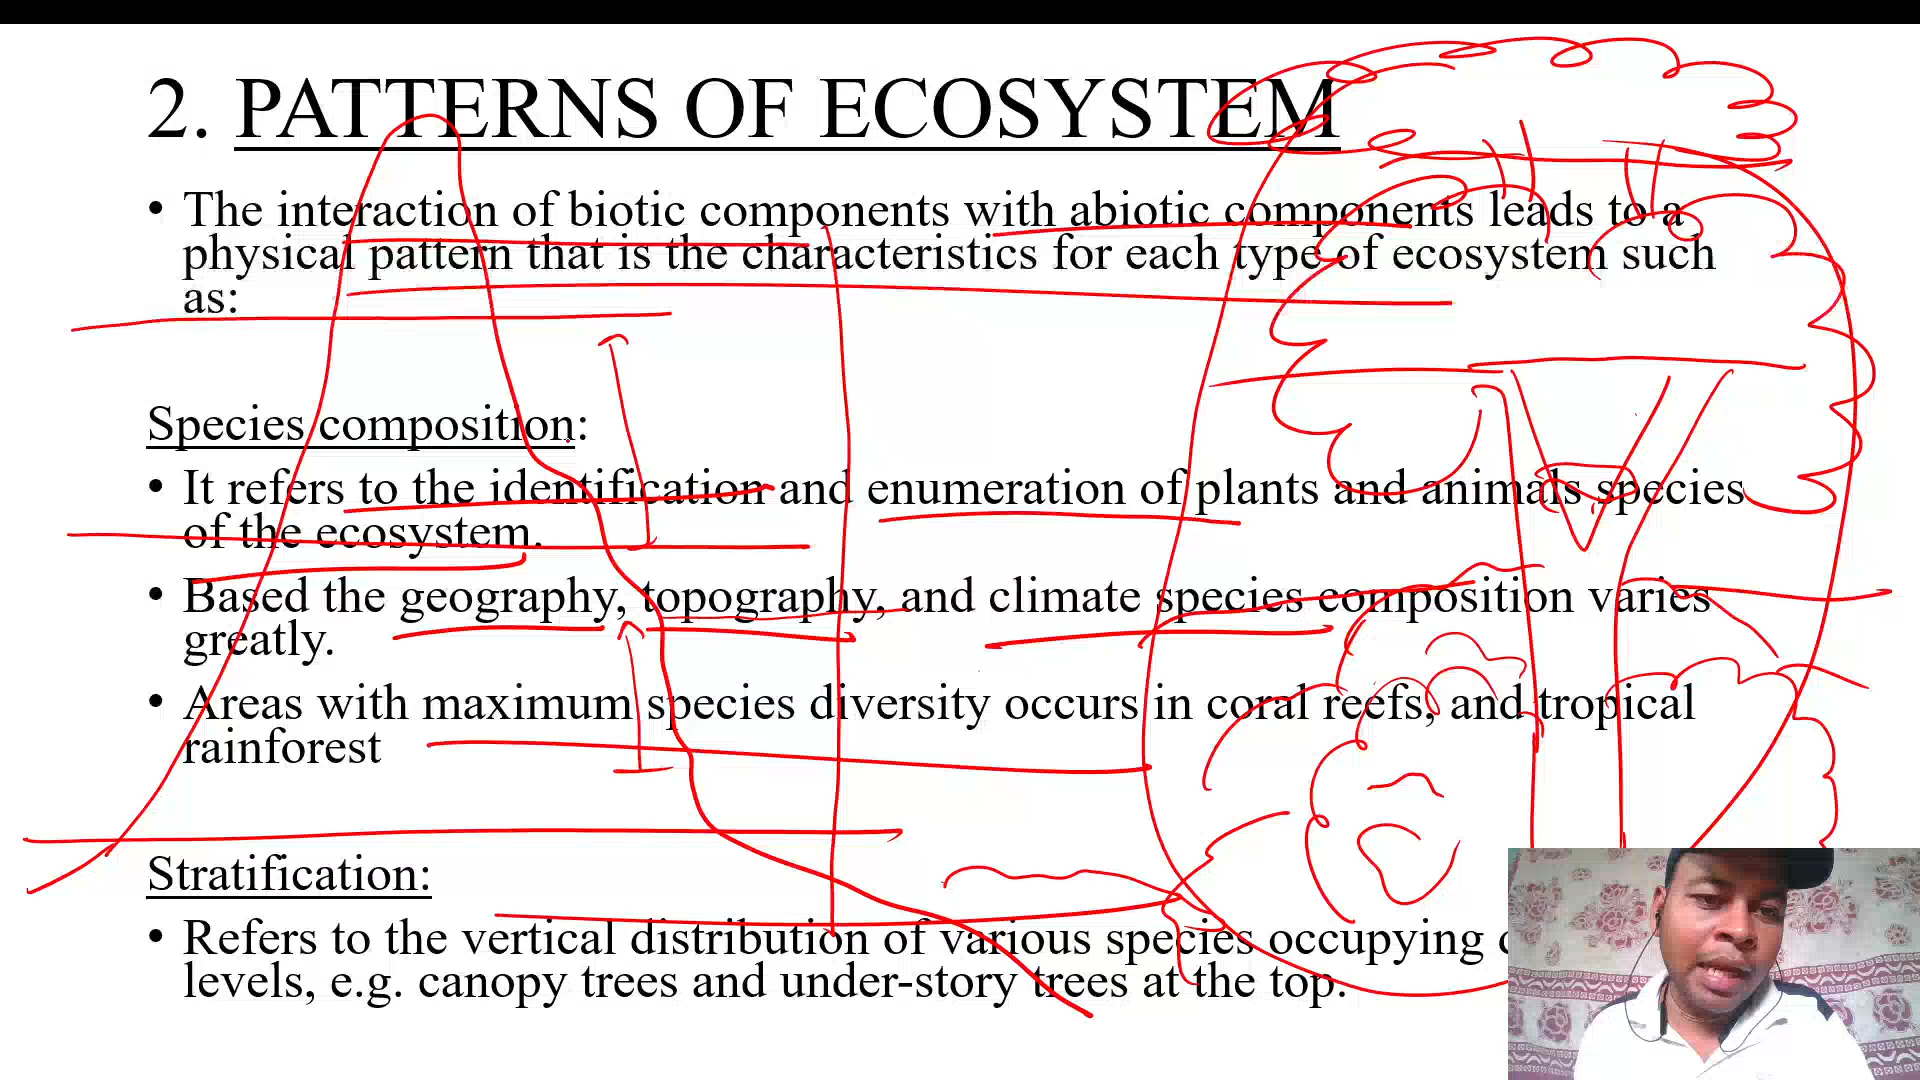 2. PATTERNS OF ECOSYSTEM
• The interaction of biotic components with abiotic components leads to a
physical pattern that is the characteristics for each type of ecosystem such
as:
Species composition:
• It refers to the identification and enumeration of plants and animals species
of the ecosystem.
• Based the geography, topography, and climate species composition varies
greatly.
• Areas with maximum species diversity occurs in coral reefs, and tropical
rainforest
Stratification:
• Refers to the vertical distribution of various species occupying
levels, e.g. canopy trees and under-story trees at the top.